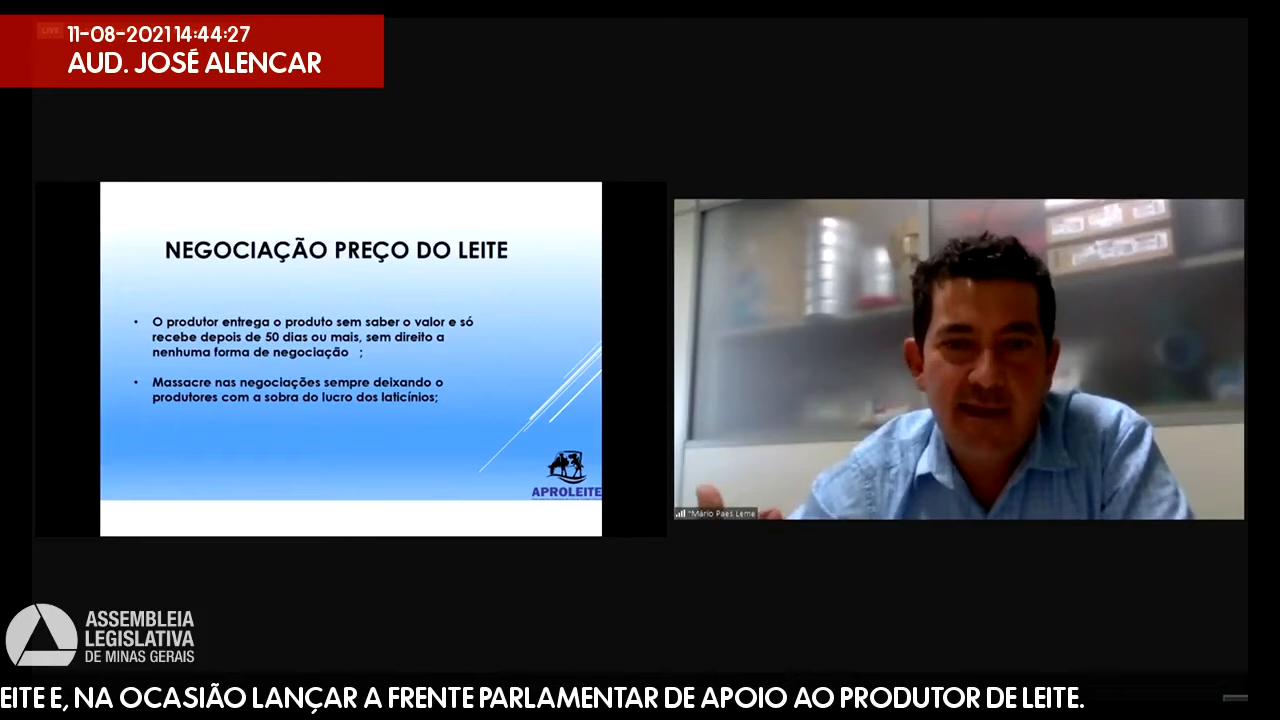 LIVE
11-08-2021 14:44:27
AUD. JOSÉ ALENCAR
NEGOCIAÇÃO PREÇO DO LEITE
• O produtor entrega o produto sem saber o valor e só
recebe depois de 50 dias ou mais, sem direito a
nenhuma forma de negociação ;
• Massacre nas negociações sempre deixando o
produtores com a sobra do lucro dos laticínios;
APROLEITE
"Mário Paes Leme
ASSEMBLEIA
LEGISLATIVA
DE MINAS GERAIS
EITE E, NA OCASIÃO LANÇAR A FRENTE PARLAMENTAR DE APOIO AO PRODUTOR DE LEITE.